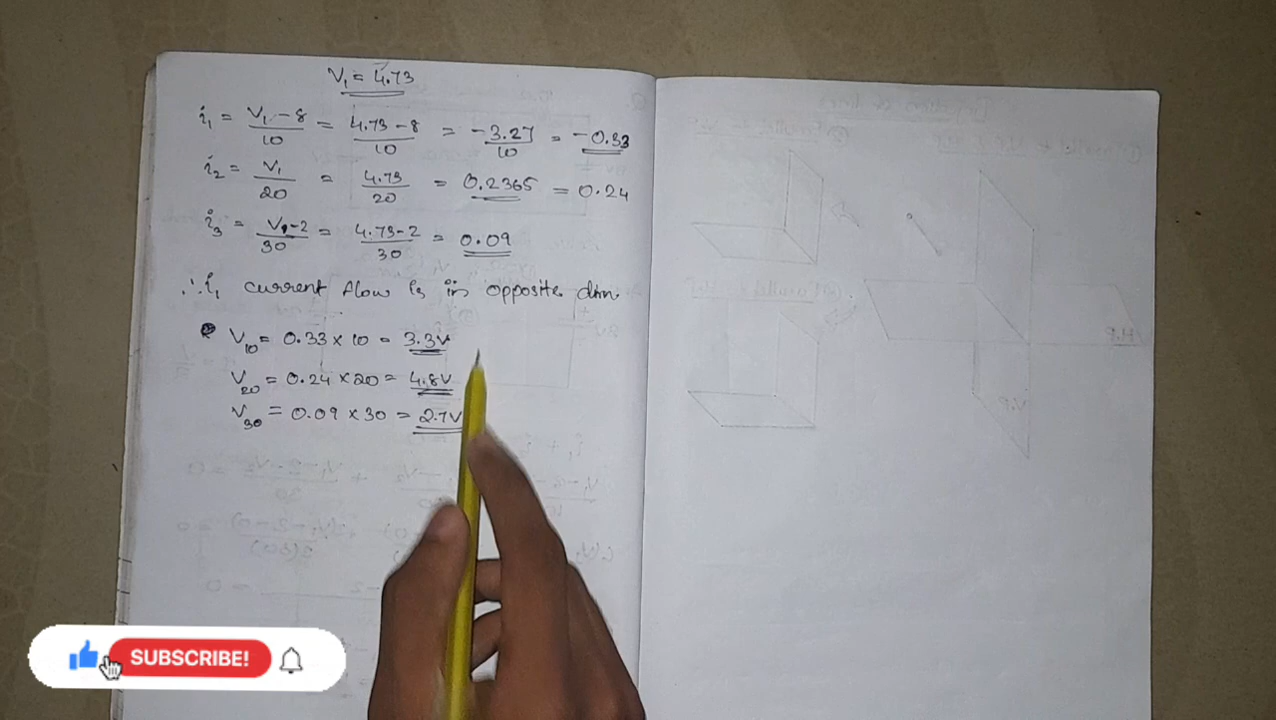 V₁ = 4.73
i₁ = V₁ - 8 / 10 = 4.73 - 8 / 10 = -3.27 / 10 = -0.33
i₂ = V₁ / 20 = 4.73 / 20 = 0.2365 = 0.24
i₃ = V₁ - 2 / 30 = 4.73 - 2 / 30 = 0.09
∴ i₁ current flow is in opposite dirn.
V₁₀ = 0.33 × 10 = 3.3V
V₂₀ = 0.24 × 20 = 4.8V
V₃₀ = 0.09 × 30 = 2.7V
SUBSCRIBE!